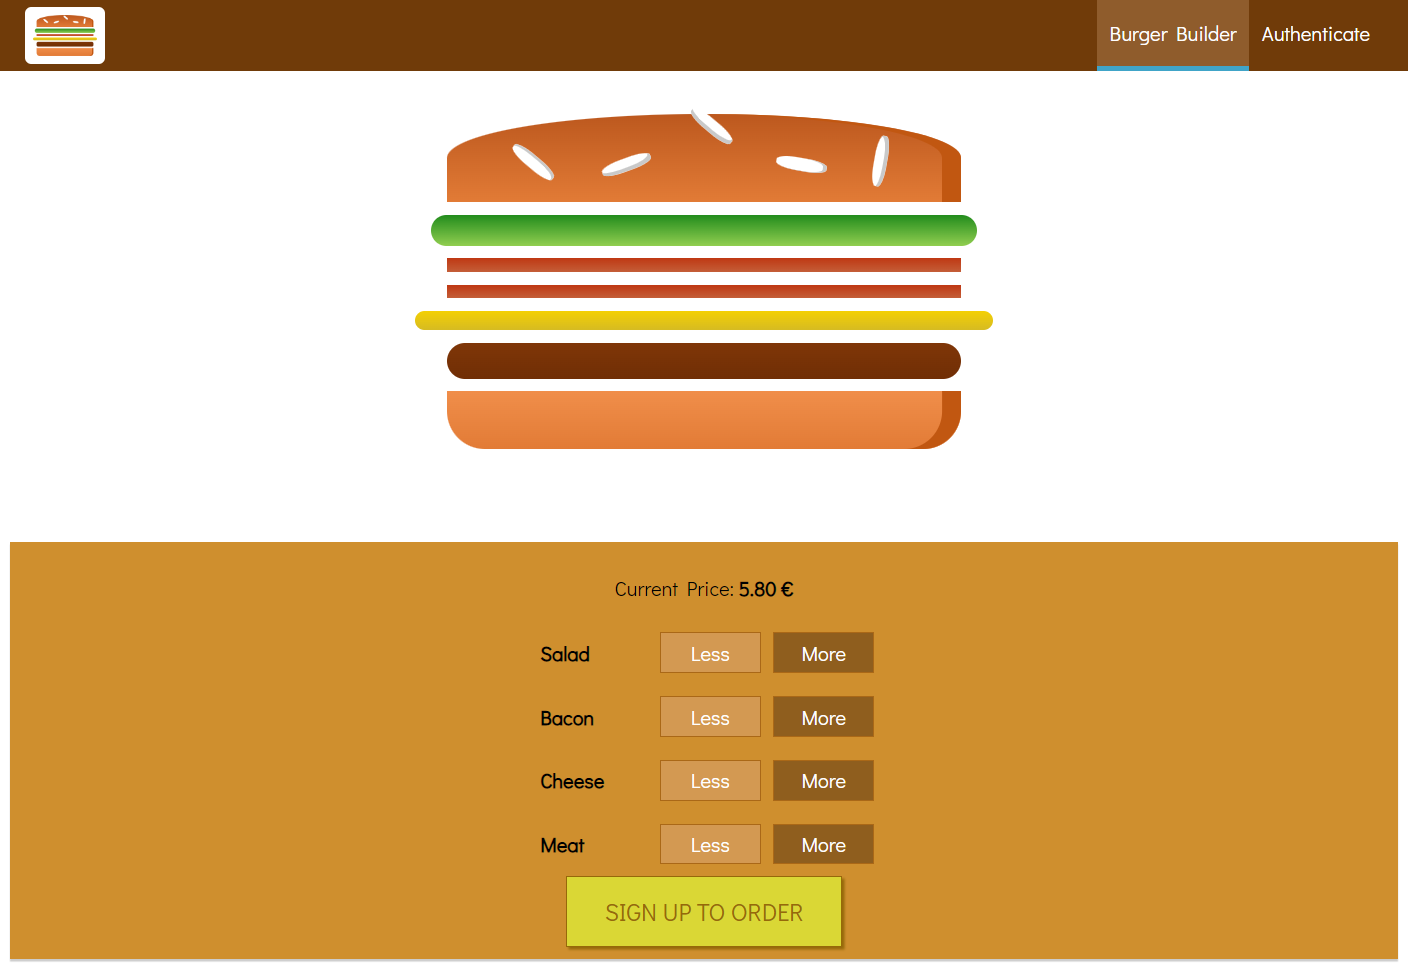 Burger Builder Authenticate
Current Price: 5.80 €
Salad Less More
Bacon Less More
Cheese Less More
Meat Less More
SIGN UP TO ORDER